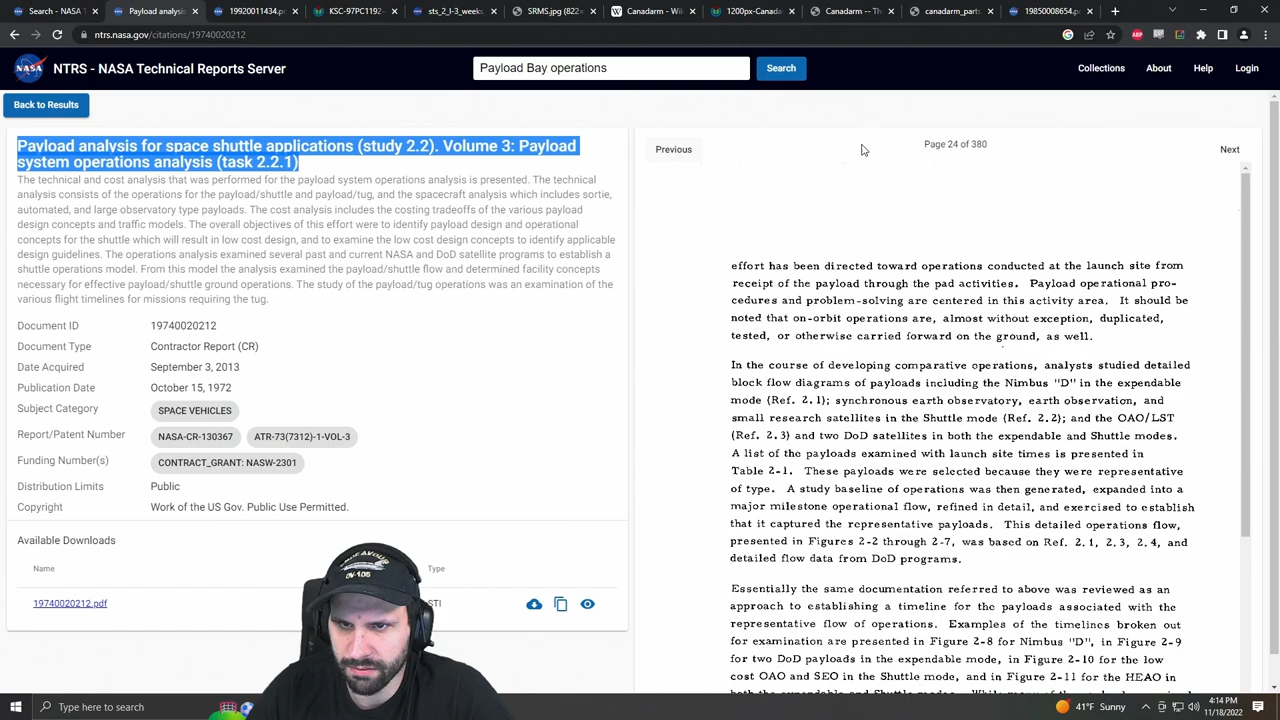 Search - NASA
Payload analysis
19920011434.p
KSC-97PC1192-
sts_2_I-3_weeks_
SRMS.jpg (822×
Canadarm - Wik
1200px-Canada
Canadarm -- Th
canadarm_parts
19850008654.p
ntrs.nasa.gov/citations/19740020212
NASA
NTRS - NASA Technical Reports Server
Payload Bay operations
Search
Collections
About
Help
Login
Back to Results
Payload analysis for space shuttle applications (study 2.2). Volume 3: Payload
system operations analysis (task 2.2.1)
The technical and cost analysis that was performed for the payload system operations analysis is presented. The technical
analysis consists of the operations for the payload/shuttle and payload/tug, and the spacecraft analysis which includes sortie,
automated, and large observatory type payloads. The cost analysis includes the costing tradeoffs of the various payload
design concepts and traffic models. The overall objectives of this effort were to identify payload design and operational
concepts for the shuttle which will result in low cost design, and to examine the low cost design concepts to identify applicable
design guidelines. The operations analysis examined several past and current NASA and DoD satellite programs to establish a
shuttle operations model. From this model the analysis examined the payload/shuttle flow and determined facility concepts
necessary for effective payload/shuttle ground operations. The study of the payload/tug operations was an examination of the
various flight timelines for missions requiring the tug.
Document ID 19740020212
Document Type Contractor Report (CR)
Date Acquired September 3, 2013
Publication Date October 15, 1972
Subject Category SPACE VEHICLES
Report/Patent Number NASA-CR-130367 ATR-73(7312)-1-VOL-3
Funding Number(s) CONTRACT_GRANT: NASW-2301
Distribution Limits Public
Copyright Work of the US Gov. Public Use Permitted.
Available Downloads
Name Type
19740020212.pdf STI
Previous
Page 24 of 380
Next
effort has been directed toward operations conducted at the launch site from
receipt of the payload through the pad activities. Payload operational pro-
cedures and problem-solving are centered in this activity area. It should be
noted that on-orbit operations are, almost without exception, duplicated,
tested, or otherwise carried forward on the ground, as well.
In the course of developing comparative operations, analysts studied detailed
block flow diagrams of payloads including the Nimbus "D" in the expendable
mode (Ref. 2.1); synchronous earth observatory, earth observation, and
small research satellites in the Shuttle mode (Ref. 2.2); and the OAO/LST
(Ref. 2.3) and two DoD satellites in both the expendable and Shuttle modes.
A list of the payloads examined with launch site times is presented in
Table 2-1. These payloads were selected because they were representative
of type. A study baseline of operations was then generated, expanded into a
major milestone operational flow, refined in detail, and exercised to establish
that it captured the representative payloads. This detailed operations flow,
presented in Figures 2-2 through 2-7, was based on Ref. 2.1, 2.3, 2.4, and
detailed flow data from DoD programs.
Essentially the same documentation referred to above was reviewed as an
approach to establishing a timeline for the payloads associated with the
representative flow of operations. Examples of the timelines broken out
for examination are presented in Figure 2-8 for Nimbus "D", in Figure 2-9
for two DoD payloads in the expendable mode, in Figure 2-10 for the low
cost OAO and SEO in the Shuttle mode, and in Figure 2-11 for the HEAO in
both the expendable and Shuttle modes.
ENDEAVOUR
OV-105
Type here to search
41°F Sunny
4:14 PM
11/18/2022